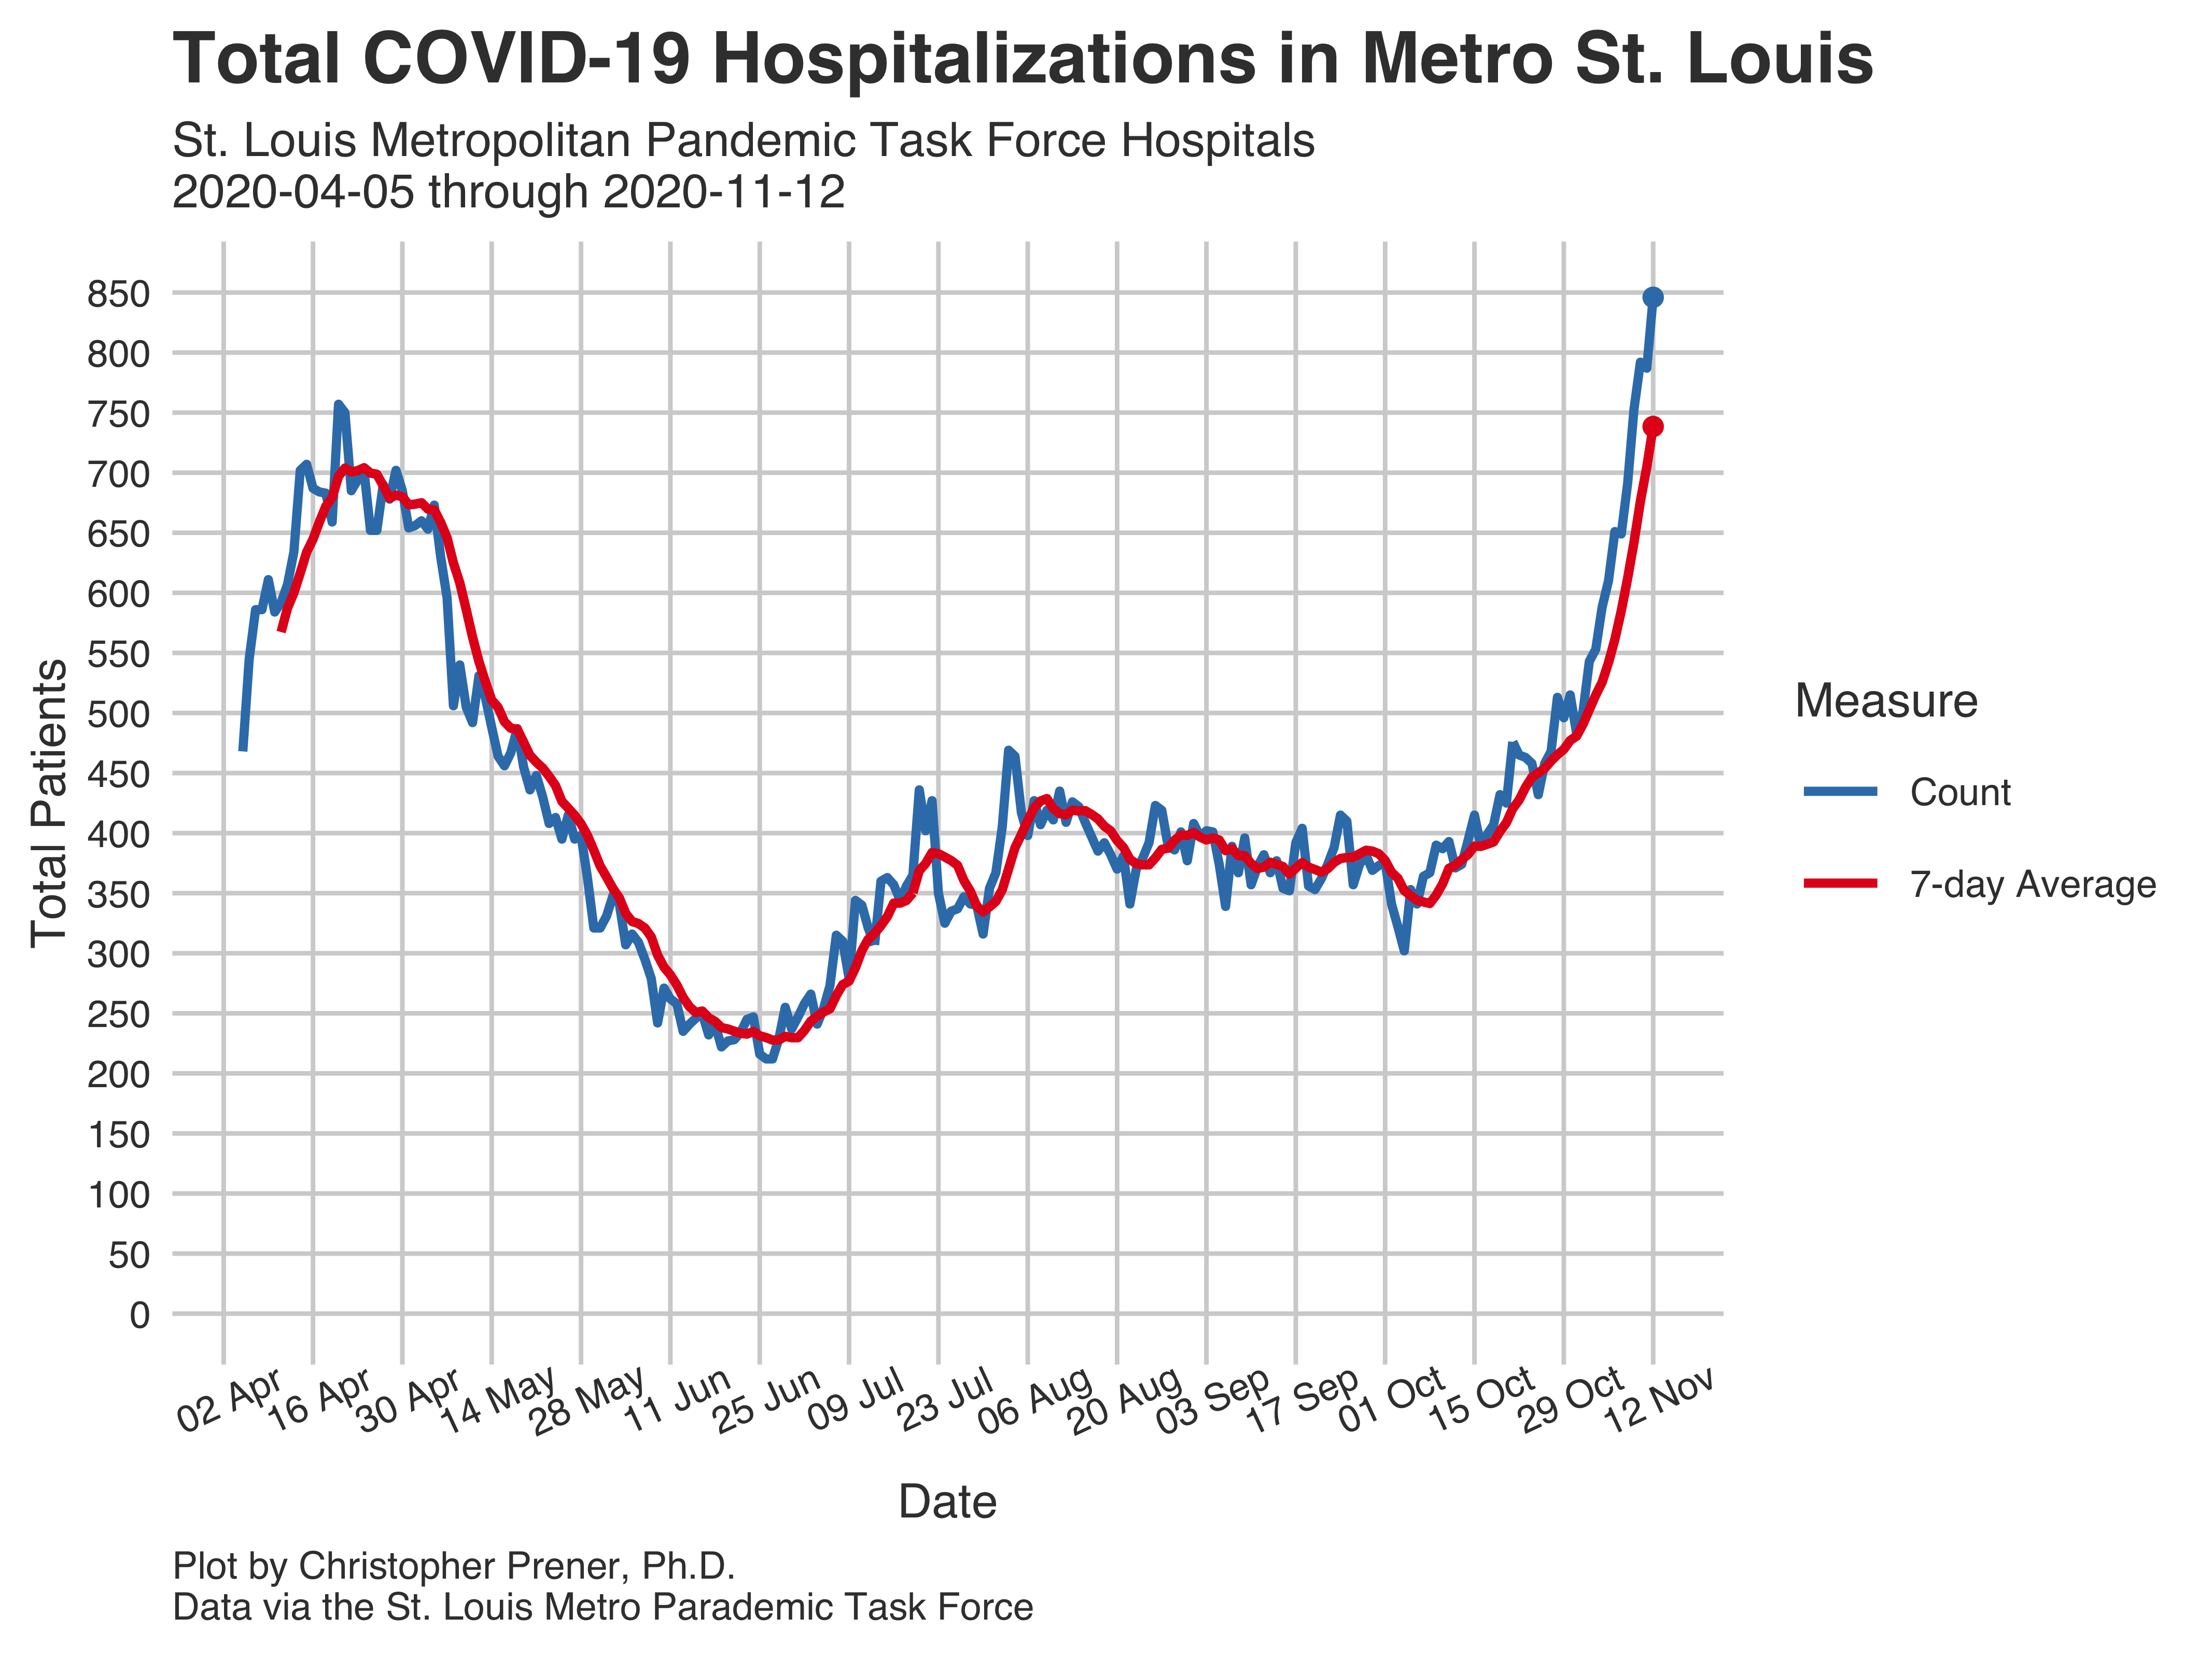 Total COVID-19 Hospitalizations in Metro St. Louis
St. Louis Metropolitan Pandemic Task Force Hospitals
2020-04-05 through 2020-11-12
850
800
750
700
650
600
550
500
450
400
350
300
250
200
150
100
50
0
Total Patients
02 Apr
16 Apr
30 Apr
14 May
28 May
11 Jun
25 Jun
09 Jul
23 Jul
06 Aug
20 Aug
03 Sep
17 Sep
01 Oct
15 Oct
29 Oct
12 Nov
Date
Measure
Count
7-day Average
Plot by Christopher Prener, Ph.D.
Data via the St. Louis Metro Parademic Task Force